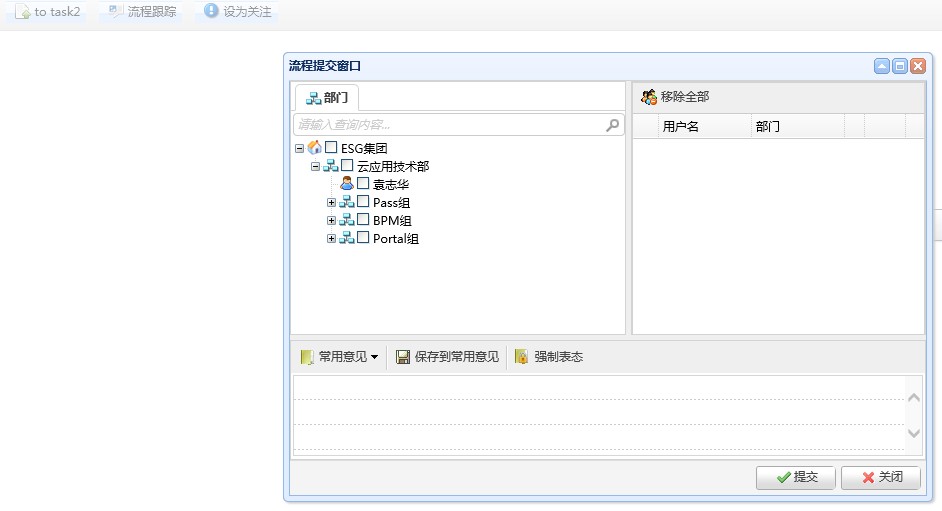 to task2 流程跟踪 设为关注
流程提交窗口
部门
请输入查询内容...
ESG集团
云应用技术部
袁志华
Pass组
BPM组
Portal组
移除全部
用户名 部门
常用意见 保存到常用意见 强制表态
提交 关闭